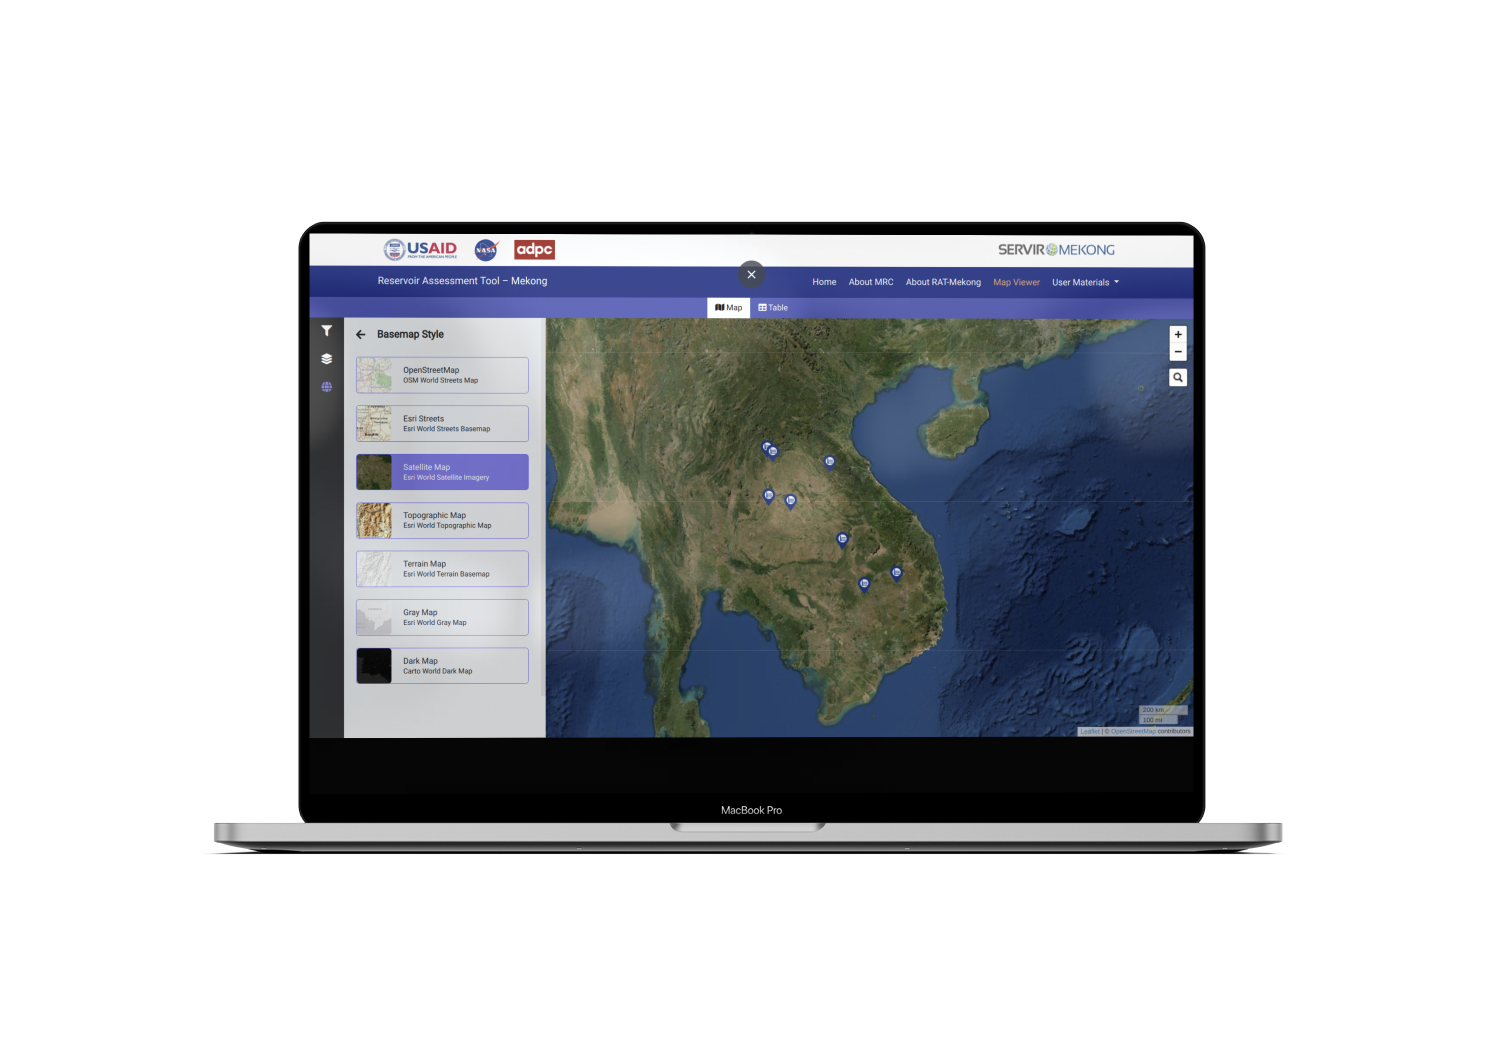 USAID
FROM THE AMERICAN PEOPLE
NASA
adpc
SERVIR MEKONG
Reservoir Assessment Tool – Mekong
Home
About MRC
About RAT-Mekong
Map Viewer
User Materials
Map
Table
Basemap Style
OpenStreetMap
OSM World Streets Map
Esri Streets
Esri World Streets Basemap
Satellite Map
Esri World Satellite Imagery
Topographic Map
Esri World Topographic Map
Terrain Map
Esri World Terrain Basemap
Gray Map
Esri World Gray Map
Dark Map
Carto World Dark Map
+
−
200 km
100 mi
Leaflet | © OpenStreetMap contributors
MacBook Pro